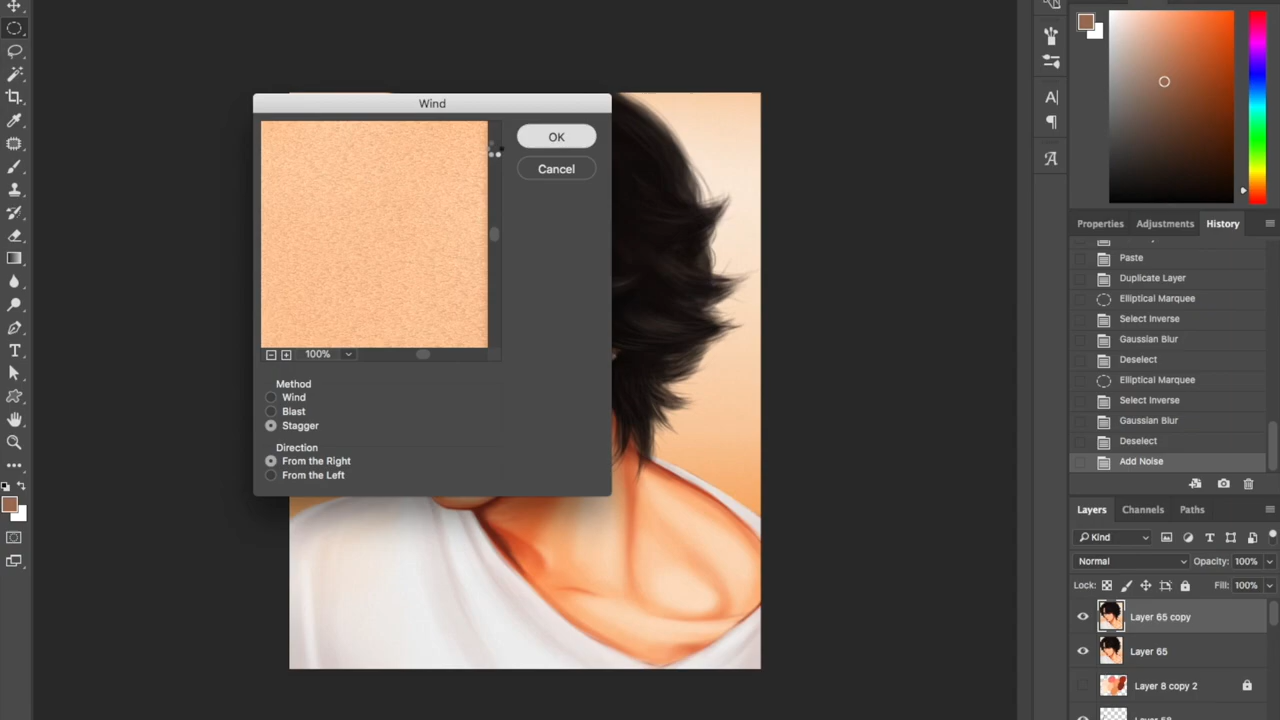 Wind
OK
Cancel
100%
Method
Wind
Blast
Stagger
Direction
From the Right
From the Left
Properties
Adjustments
History
Paste
Duplicate Layer
Elliptical Marquee
Select Inverse
Gaussian Blur
Deselect
Elliptical Marquee
Select Inverse
Gaussian Blur
Deselect
Add Noise
Layers
Channels
Paths
Kind
Normal
Opacity: 100%
Lock:
Fill: 100%
Layer 65 copy
Layer 65
Layer 8 copy 2